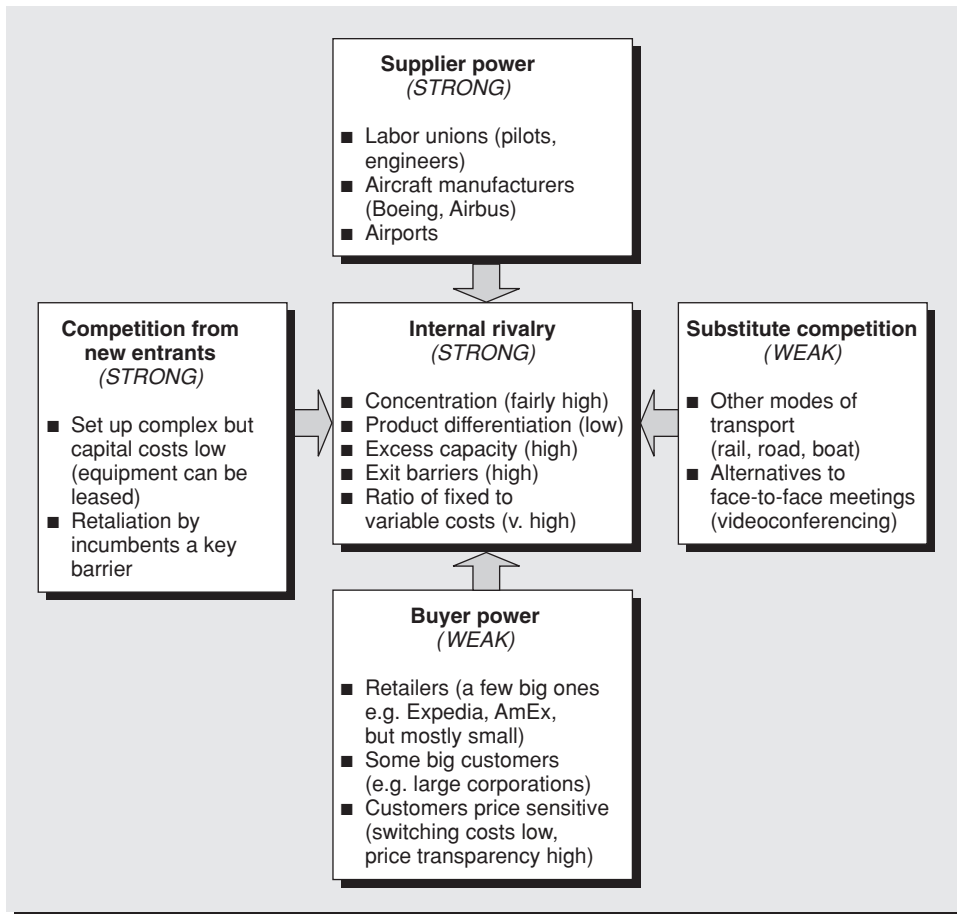 Supplier power
(STRONG)
■ Labor unions (pilots,
engineers)
■ Aircraft manufacturers
(Boeing, Airbus)
■ Airports
Competition from
new entrants
(STRONG)
■ Set up complex but
capital costs low
(equipment can be
leased)
■ Retaliation by
incumbents a key
barrier
Internal rivalry
(STRONG)
■ Concentration (fairly high)
■ Product differentiation (low)
■ Excess capacity (high)
■ Exit barriers (high)
■ Ratio of fixed to
variable costs (v. high)
Substitute competition
(WEAK)
■ Other modes of
transport
(rail, road, boat)
■ Alternatives to
face-to-face meetings
(videoconferencing)
Buyer power
(WEAK)
■ Retailers (a few big ones
e.g. Expedia, AmEx,
but mostly small)
■ Some big customers
(e.g. large corporations)
■ Customers price sensitive
(switching costs low,
price transparency high)